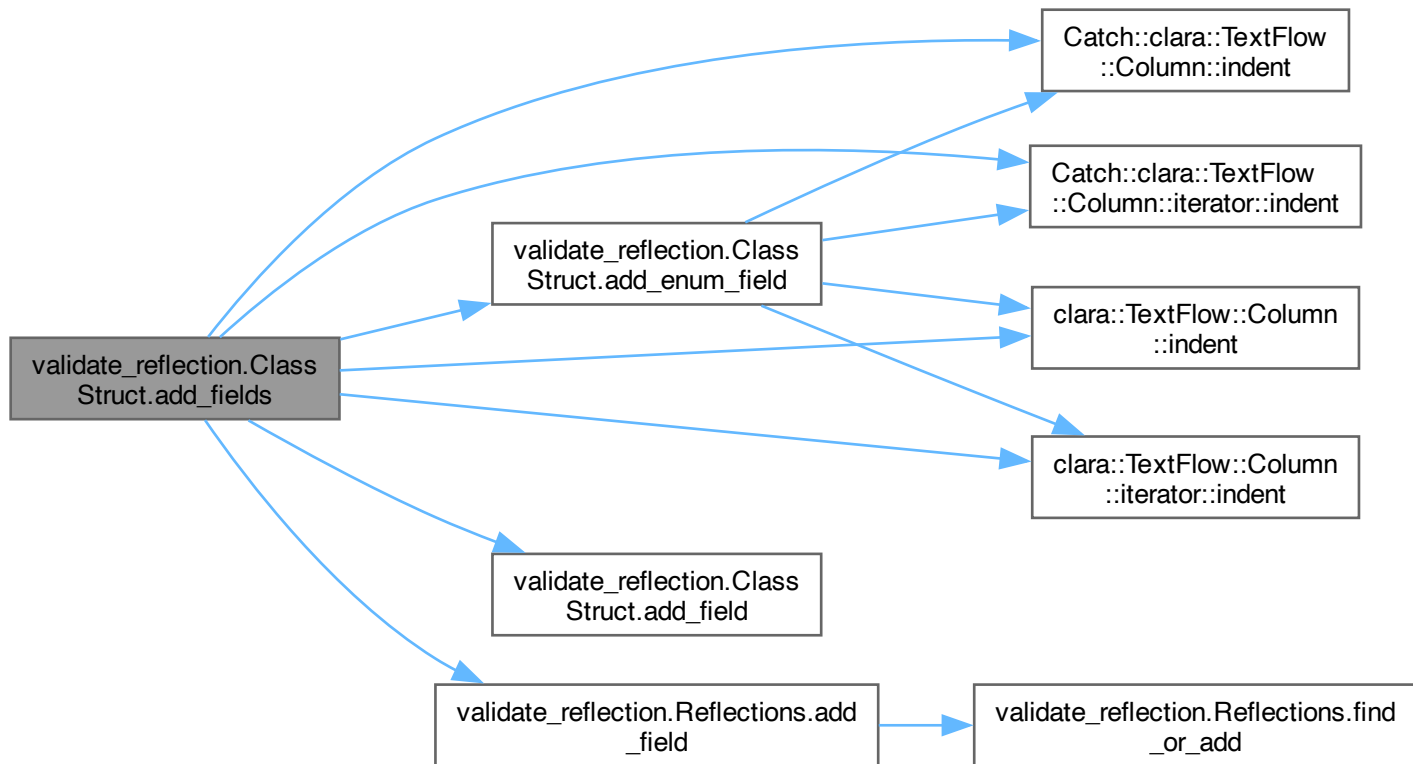 Catch::clara::TextFlow
::Column::indent
Catch::clara::TextFlow
::Column::iterator::indent
validate_reflection.Class
Struct.add_enum_field
clara::TextFlow::Column
::indent
validate_reflection.Class
Struct.add_fields
clara::TextFlow::Column
::iterator::indent
validate_reflection.Class
Struct.add_field
validate_reflection.Reflections.add
_field
validate_reflection.Reflections.find
_or_add